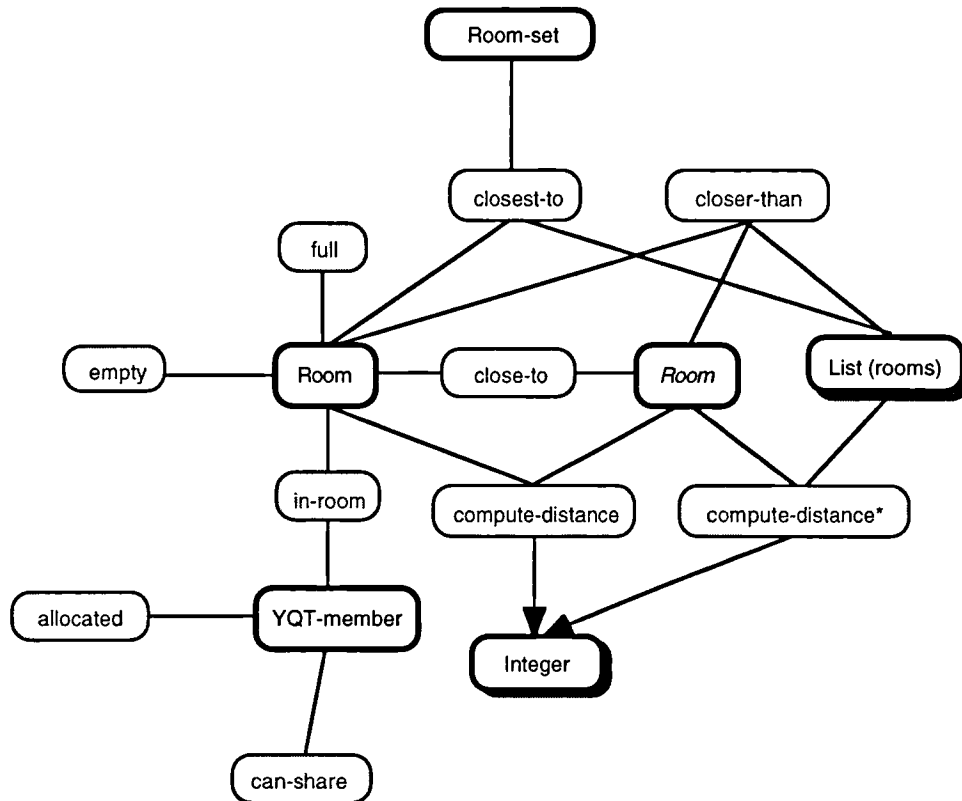 Room-set
closest-to
closer-than
full
empty
Room
close-to
Room
List (rooms)
in-room
compute-distance
compute-distance*
allocated
YQT-member
Integer
can-share